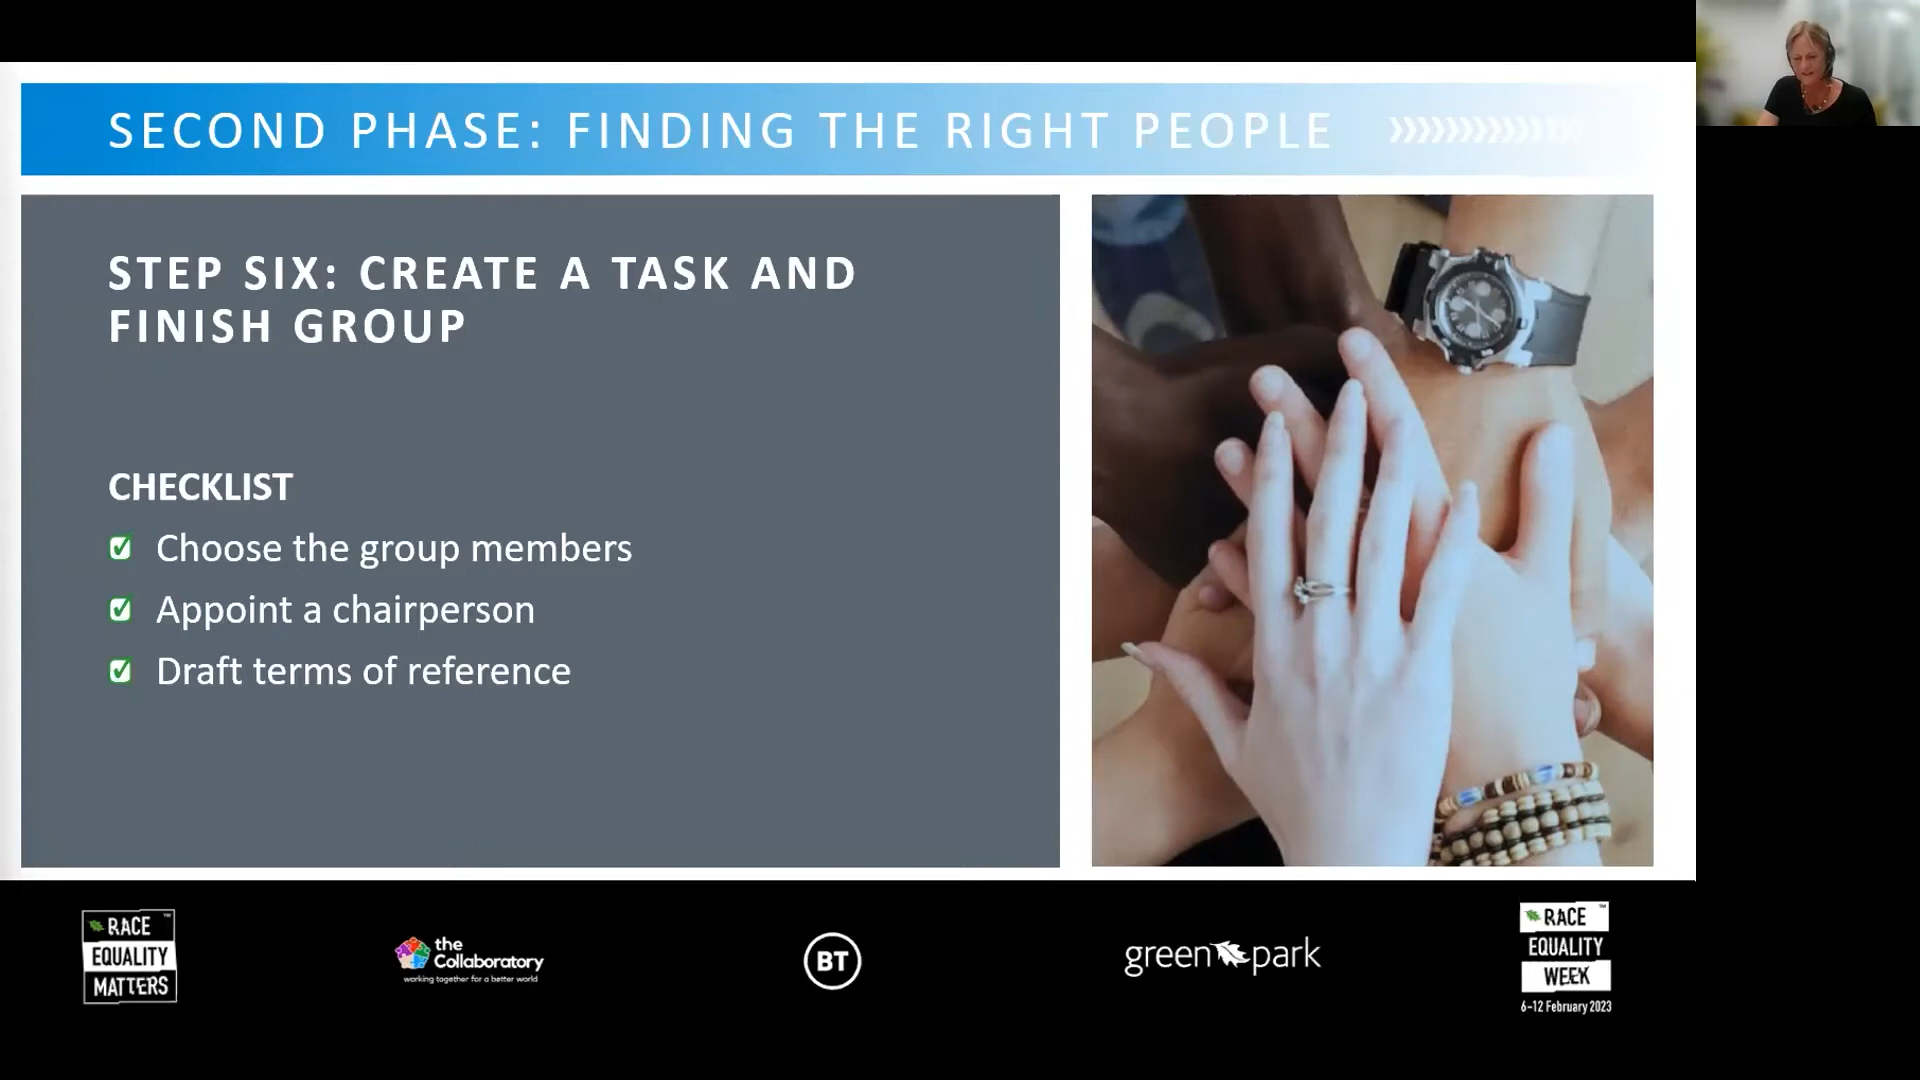 SECOND PHASE: FINDING THE RIGHT PEOPLE
STEP SIX: CREATE A TASK AND
FINISH GROUP
CHECKLIST
Choose the group members
Appoint a chairperson
Draft terms of reference
RACE
EQUALITY
MATTERS
the
Collaboratory
working together for a better world
BT
green park
RACE
EQUALITY
WEEK
6-12 February 2023